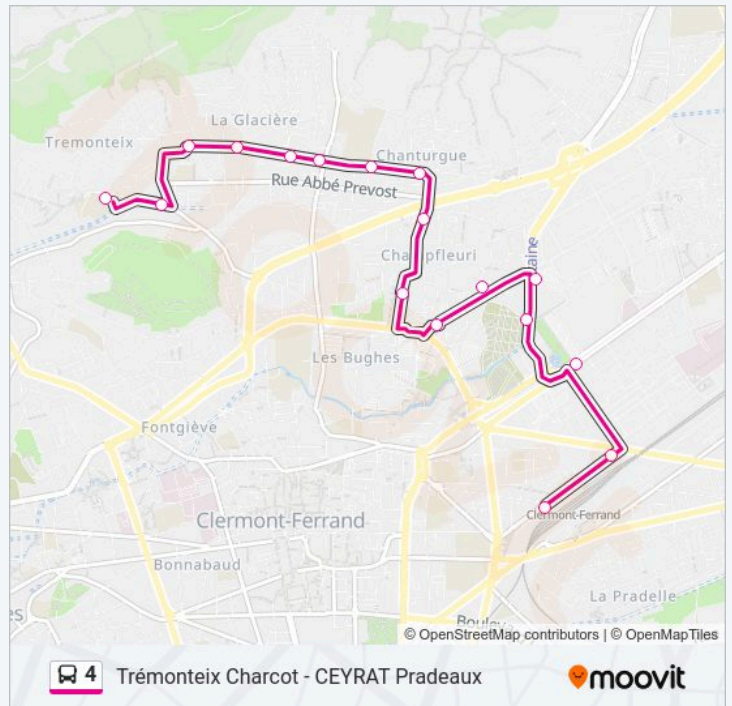 La Glacière
Tremonteix
Chanturgue
Rue Abbé Prevost
Champfleuri
Les Bughes
Fontgiève
Clermont-Ferrand
Clermont-Ferrand
Bonnabaud
La Pradelle
es
© OpenStreetMap contributors | © OpenMapTiles
4 Trémonteix Charcot - CEYRAT Pradeaux
moovit